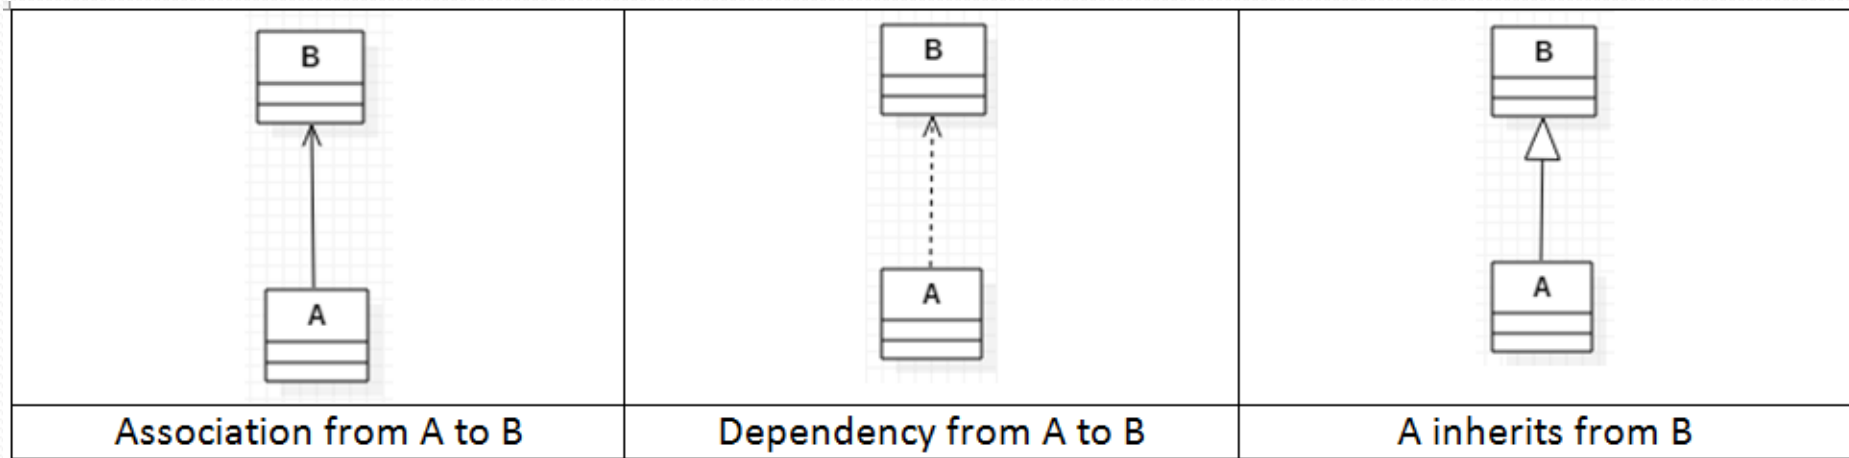 B
A
Association from A to B
B
A
Dependency from A to B
B
A
A inherits from B